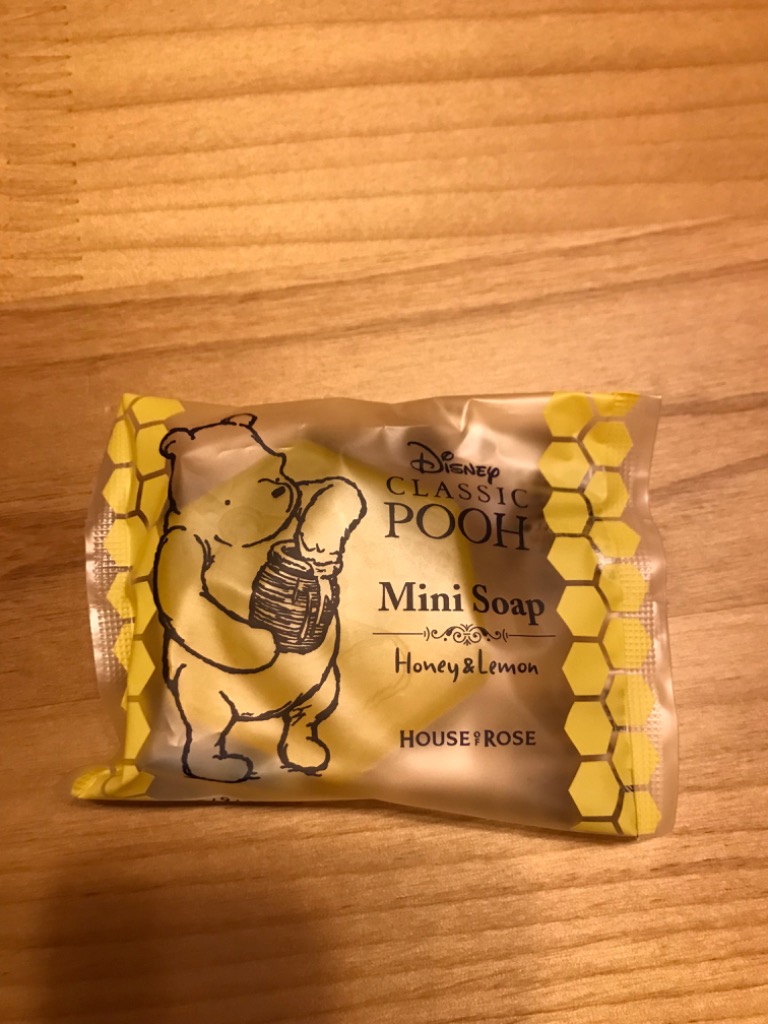 Disney
CLASSIC
POOH
Mini Soap
Honey & Lemon
HOUSE OF ROSE